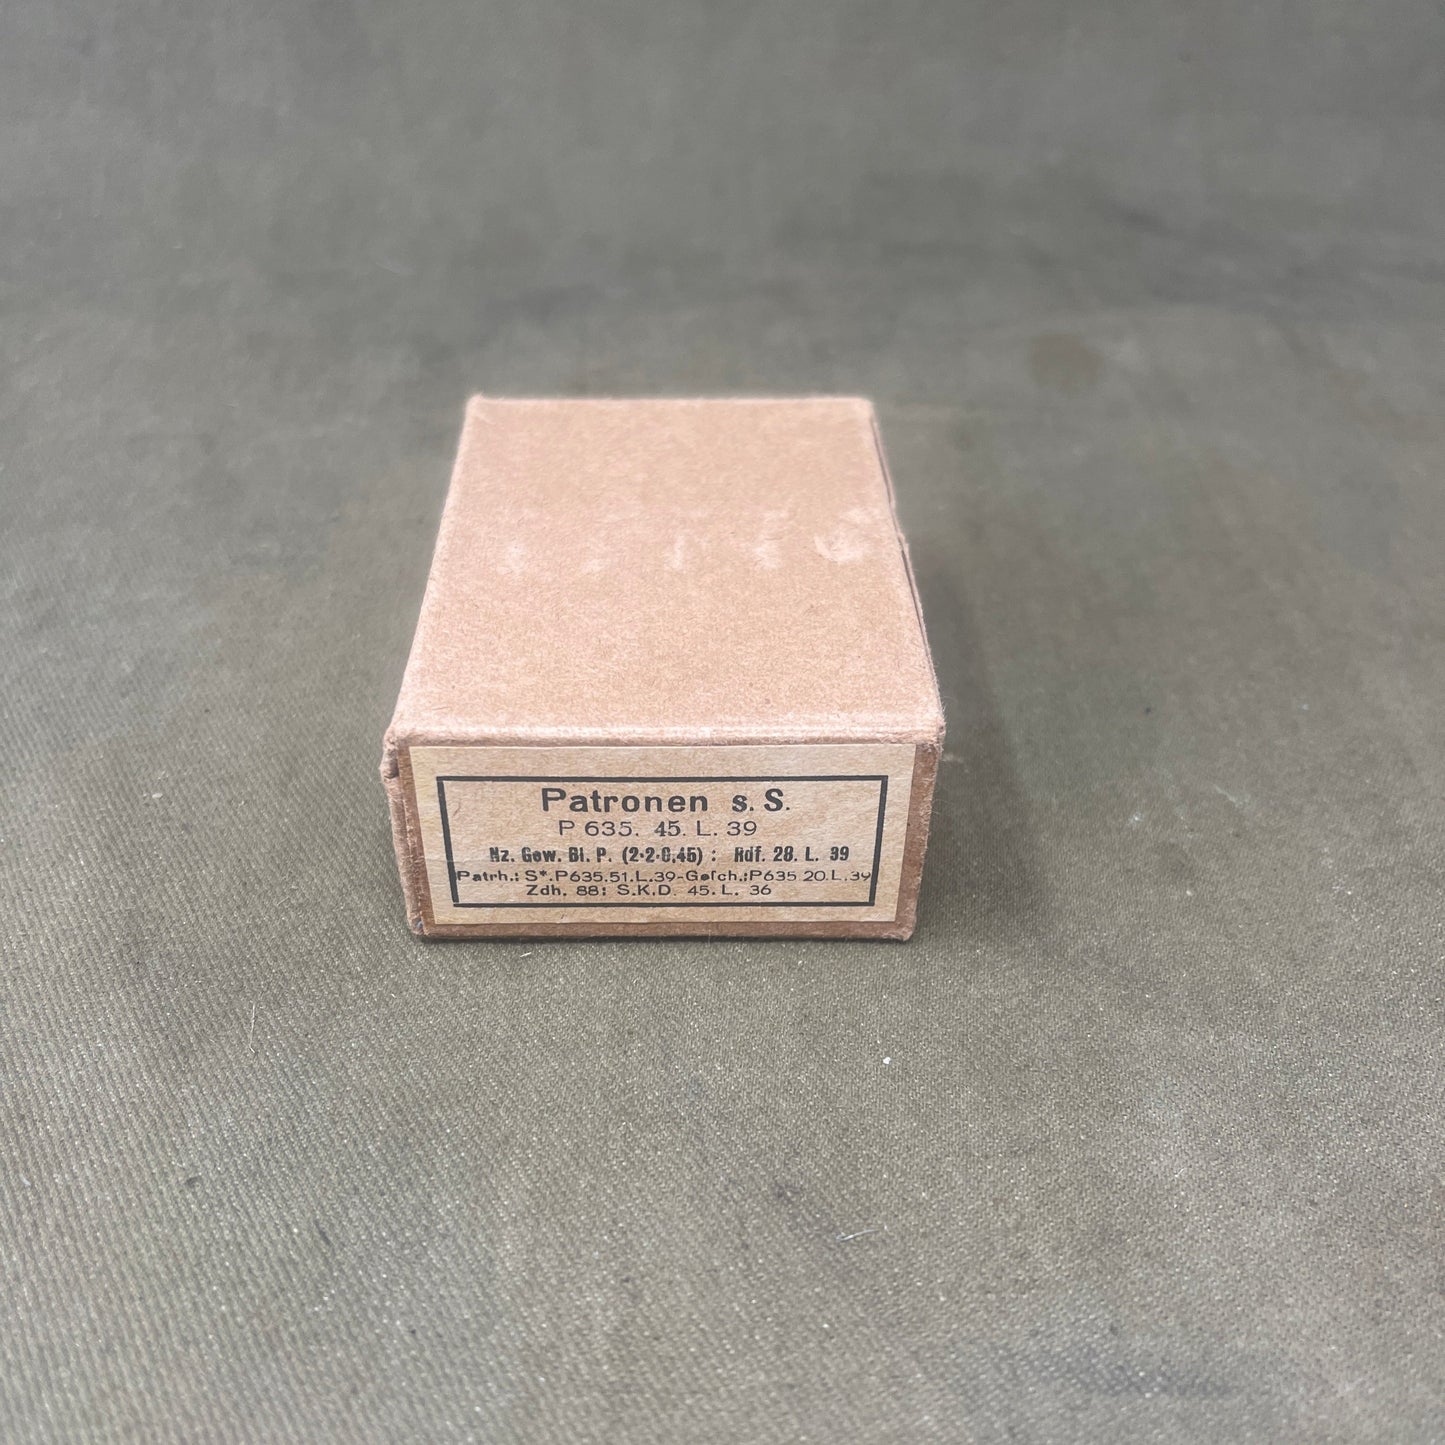 Patronen s. S.
P 635. 45. L. 39
Nz. Gew. Bl. P. (2·2·0,45) : Rdf. 28. L. 39
Patrh.: S*.P635.51.L.39-Geſch.:P635 20.L.39
Zdh. 88: S.K.D. 45. L. 36